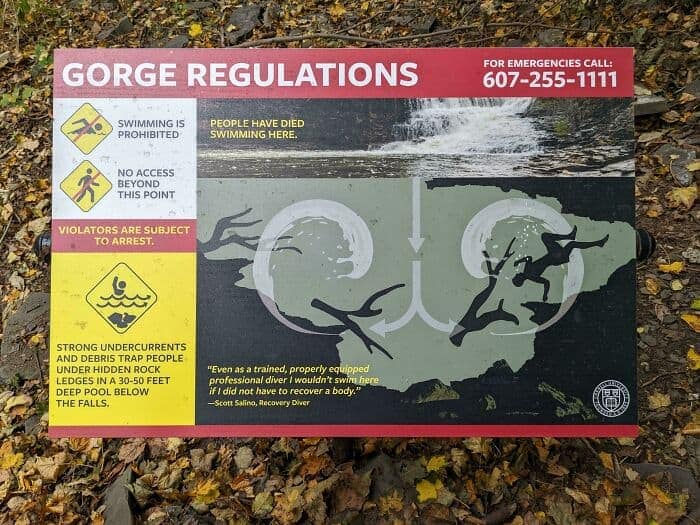 GORGE REGULATIONS
FOR EMERGENCIES CALL:
607-255-1111
SWIMMING IS
PROHIBITED
NO ACCESS
BEYOND
THIS POINT
VIOLATORS ARE SUBJECT
TO ARREST.
STRONG UNDERCURRENTS
AND DEBRIS TRAP PEOPLE
UNDER HIDDEN ROCK
LEDGES IN A 30-50 FEET
DEEP POOL BELOW
THE FALLS.
PEOPLE HAVE DIED
SWIMMING HERE.
"Even as a trained, properly equipped
professional diver I wouldn't swim here
if I did not have to recover a body."
—Scott Salino, Recovery Diver